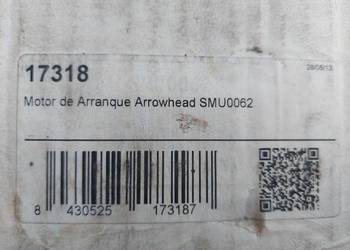 17318
28/05/13
Motor de Arranque Arrowhead SMU0062
8 430525 173187